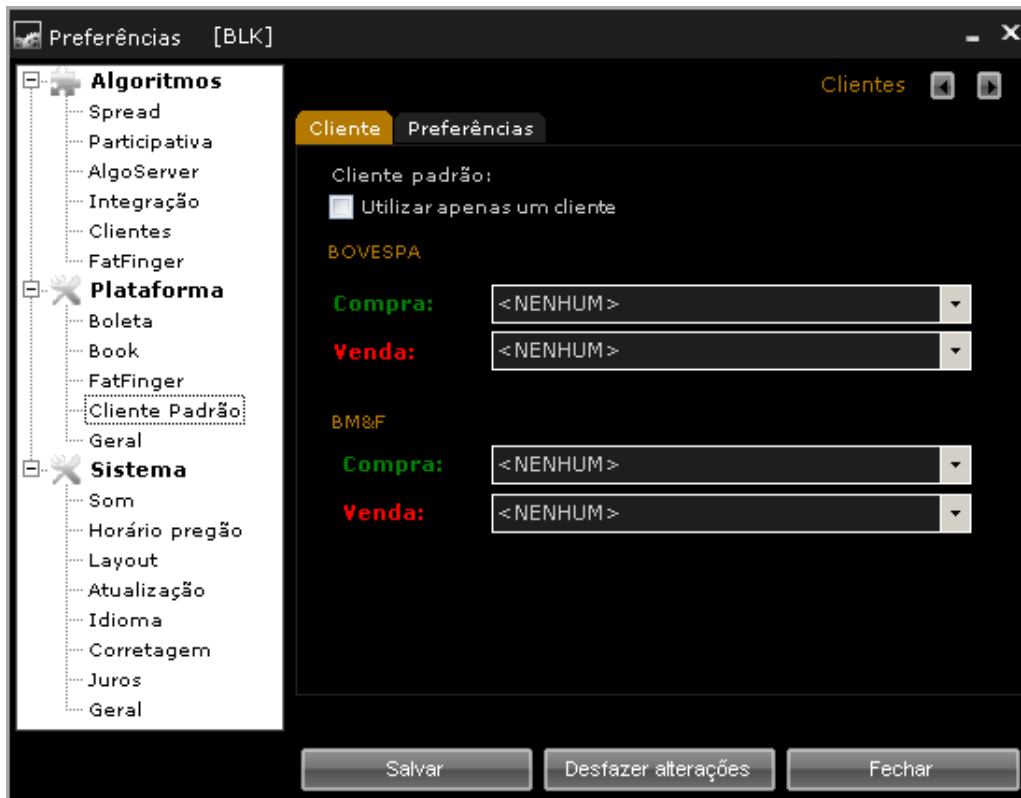 Preferências [BLK]
Algoritmos
Spread
Participativa
AlgoServer
Integração
Clientes
FatFinger
Plataforma
Boleta
Book
FatFinger
Cliente Padrão
Geral
Sistema
Som
Horário pregão
Layout
Atualização
Idioma
Corretagem
Juros
Geral
Clientes
Cliente Preferências
Cliente padrão:
Utilizar apenas um cliente
BOVESPA
Compra: <NENHUM>
Venda: <NENHUM>
BM&F
Compra: <NENHUM>
Venda: <NENHUM>
Salvar Desfazer alterações Fechar